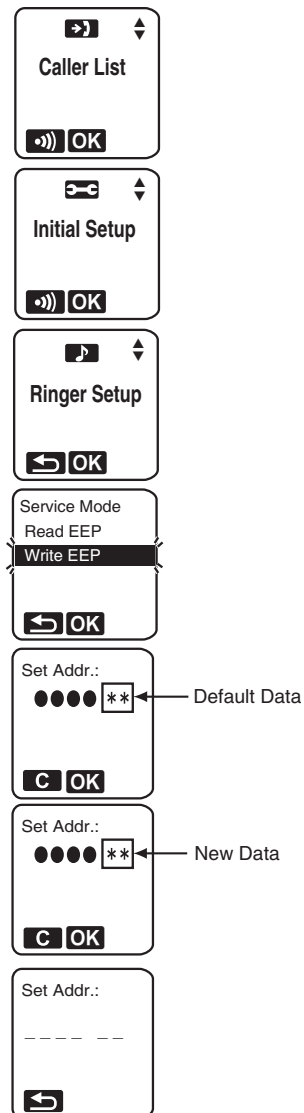 Caller List
OK
Initial Setup
OK
Ringer Setup
OK
Service Mode
Read EEP
Write EEP
OK
Set Addr.:
●●●● ** Default Data
C OK
Set Addr.:
●●●● ** New Data
C OK
Set Addr.:
_ _ _ _ _ _